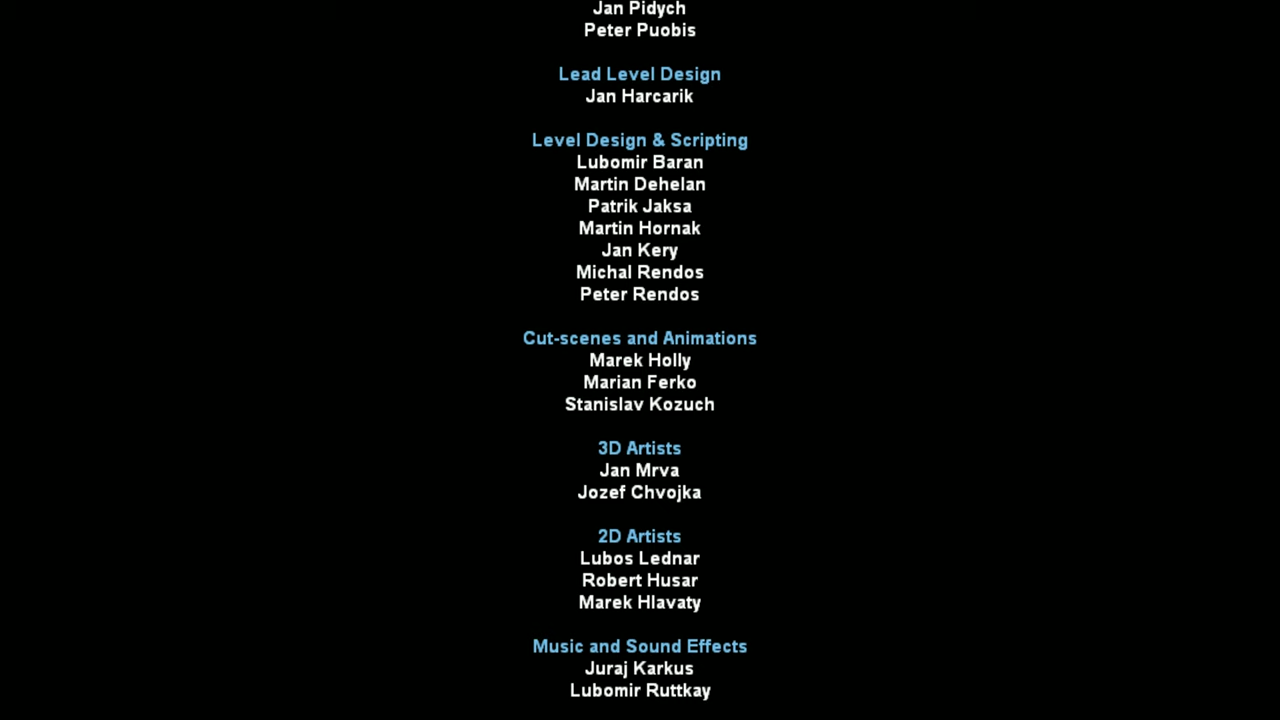 Jan Pidych
Peter Puobis
Lead Level Design
Jan Harcarik
Level Design & Scripting
Lubomir Baran
Martin Dehelan
Patrik Jaksa
Martin Hornak
Jan Kery
Michal Rendos
Peter Rendos
Cut-scenes and Animations
Marek Holly
Marian Ferko
Stanislav Kozuch
3D Artists
Jan Mrva
Jozef Chvojka
2D Artists
Lubos Lednar
Robert Husar
Marek Hlavaty
Music and Sound Effects
Juraj Karkus
Lubomir Ruttkay